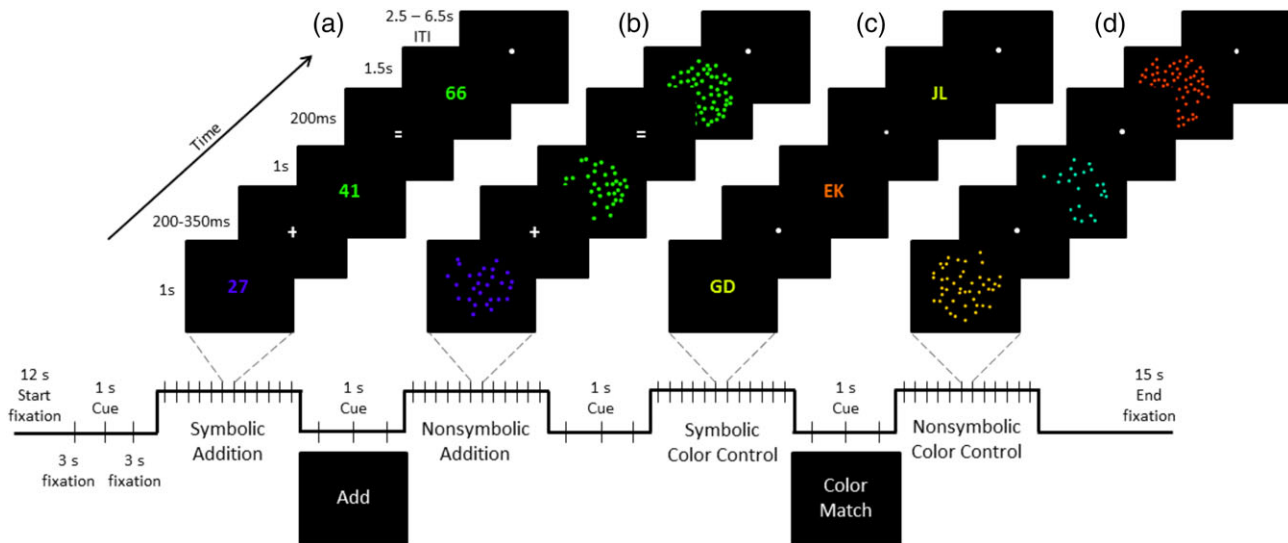 (a)
(b)
(c)
(d)
2.5 – 6.5s
ITI
1.5s
200ms
1s
200-350ms
1s
Time
66
=
41
+
27
=
+
JL
EK
GD
12 s
Start
fixation
1 s
Cue
3 s
fixation
3 s
fixation
Symbolic
Addition
1 s
Cue
Add
Nonsymbolic
Addition
1 s
Cue
Symbolic
Color Control
1 s
Cue
Color
Match
Nonsymbolic
Color Control
15 s
End
fixation